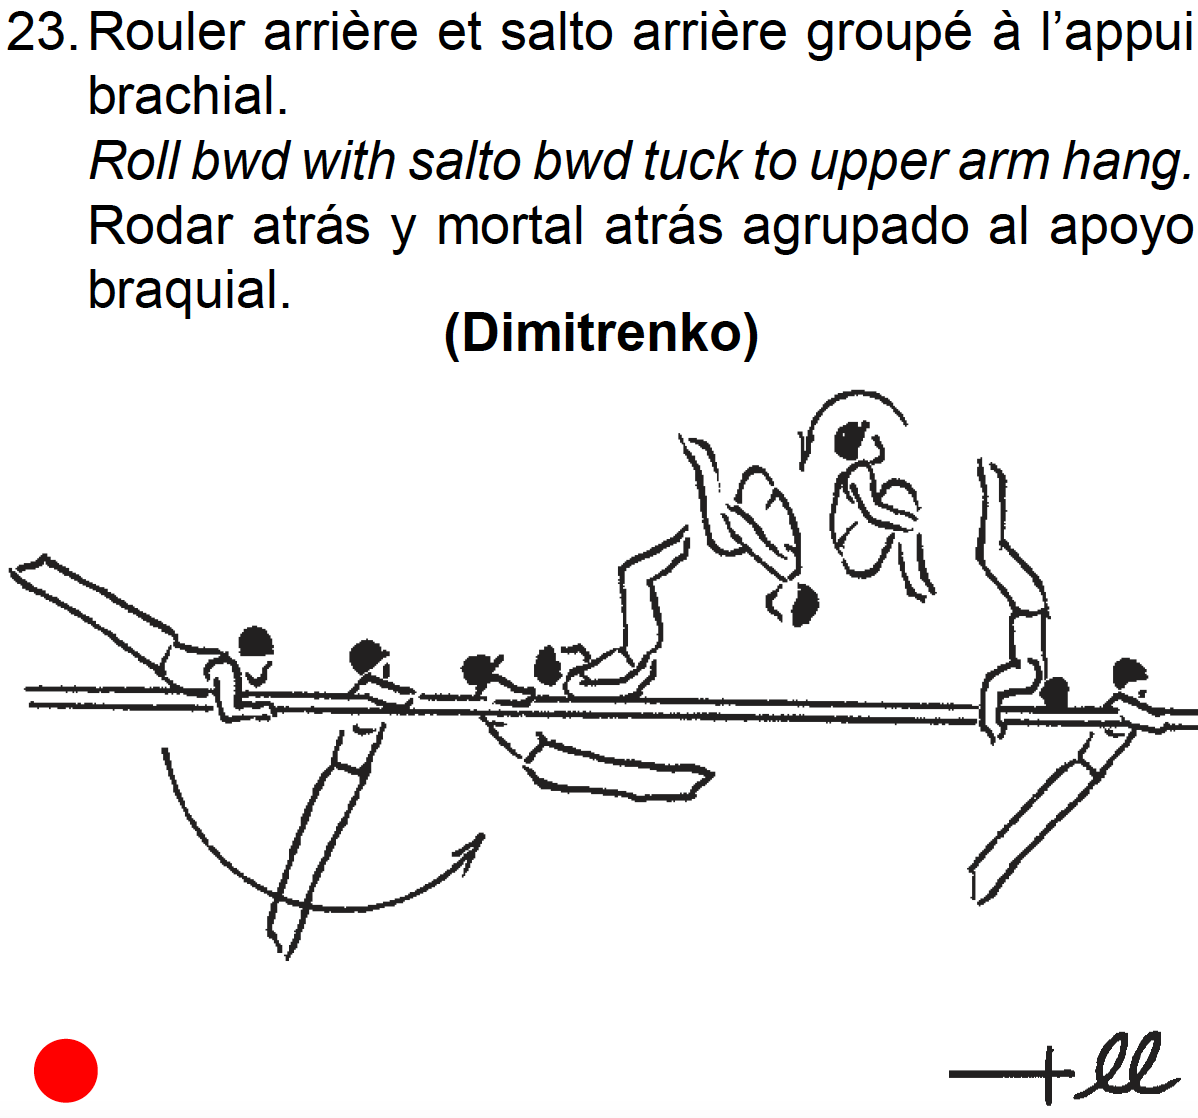 23. Rouler arrière et salto arrière groupé à l’appui
brachial.
Roll bwd with salto bwd tuck to upper arm hang.
Rodar atrás y mortal atrás agrupado al apoyo
braquial.
(Dimitrenko)